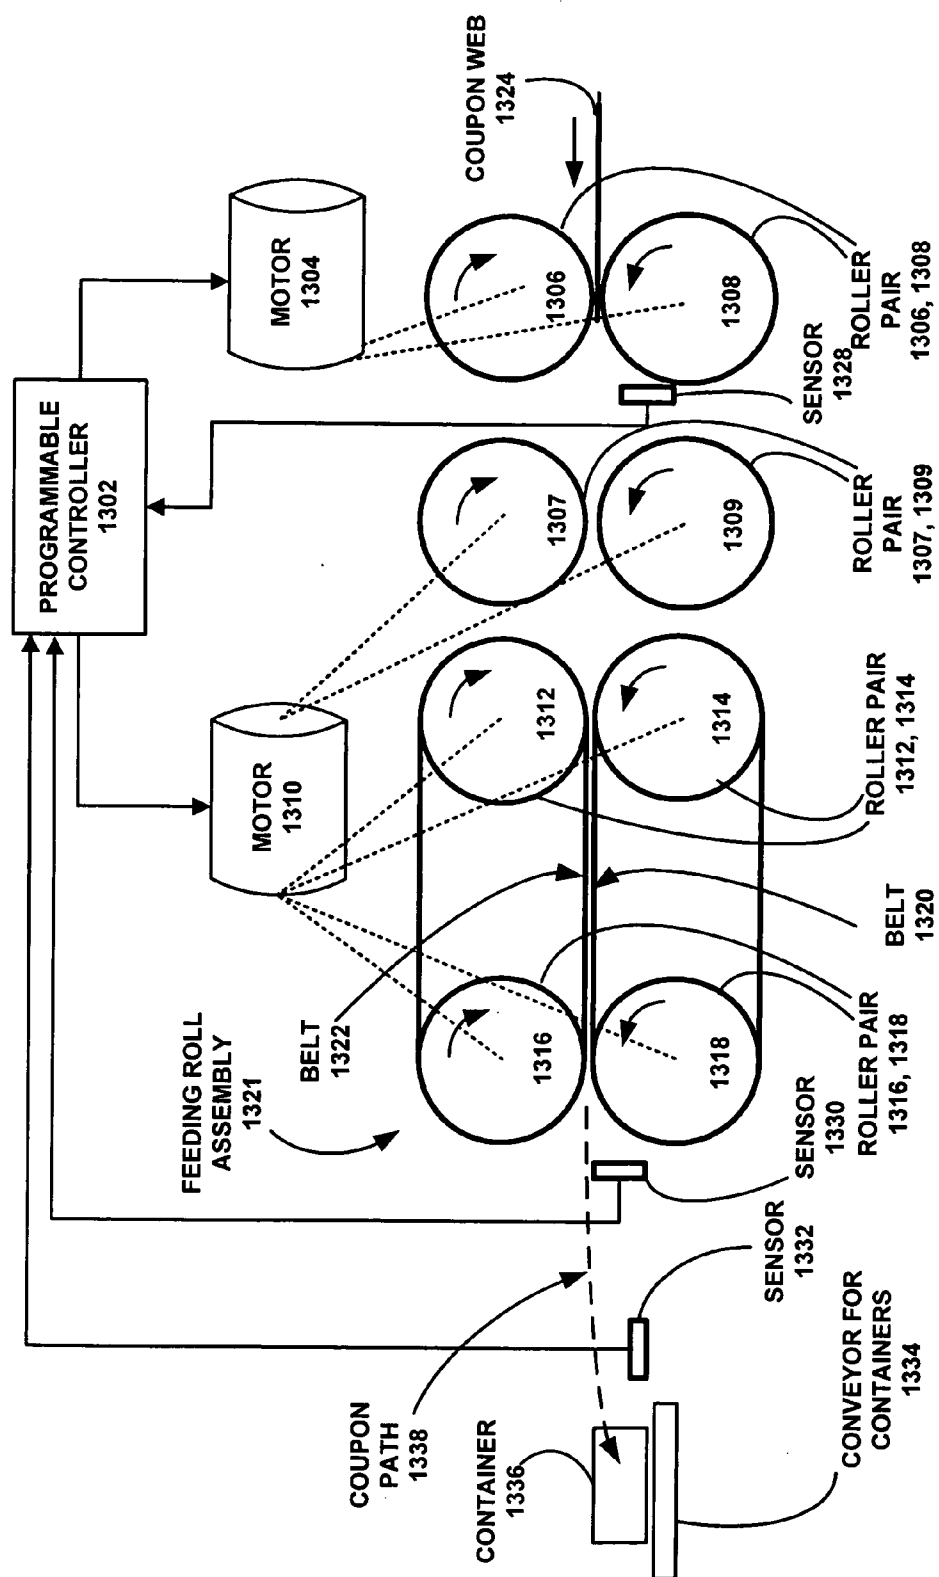 PROGRAMMABLE
CONTROLLER
1302
MOTOR
1304
MOTOR
1310
COUPON WEB
1324
1306
1308
ROLLER
PAIR
1306, 1308
SENSOR
1328
1307
1309
ROLLER
PAIR
1307, 1309
1312
1314
ROLLER PAIR
1312, 1314
BELT
1320
BELT
1322
1316
1318
ROLLER PAIR
1316, 1318
FEEDING ROLL
ASSEMBLY
1321
SENSOR
1330
SENSOR
1332
COUPON
PATH
1338
CONTAINER
1336
CONVEYOR FOR
CONTAINERS
1334